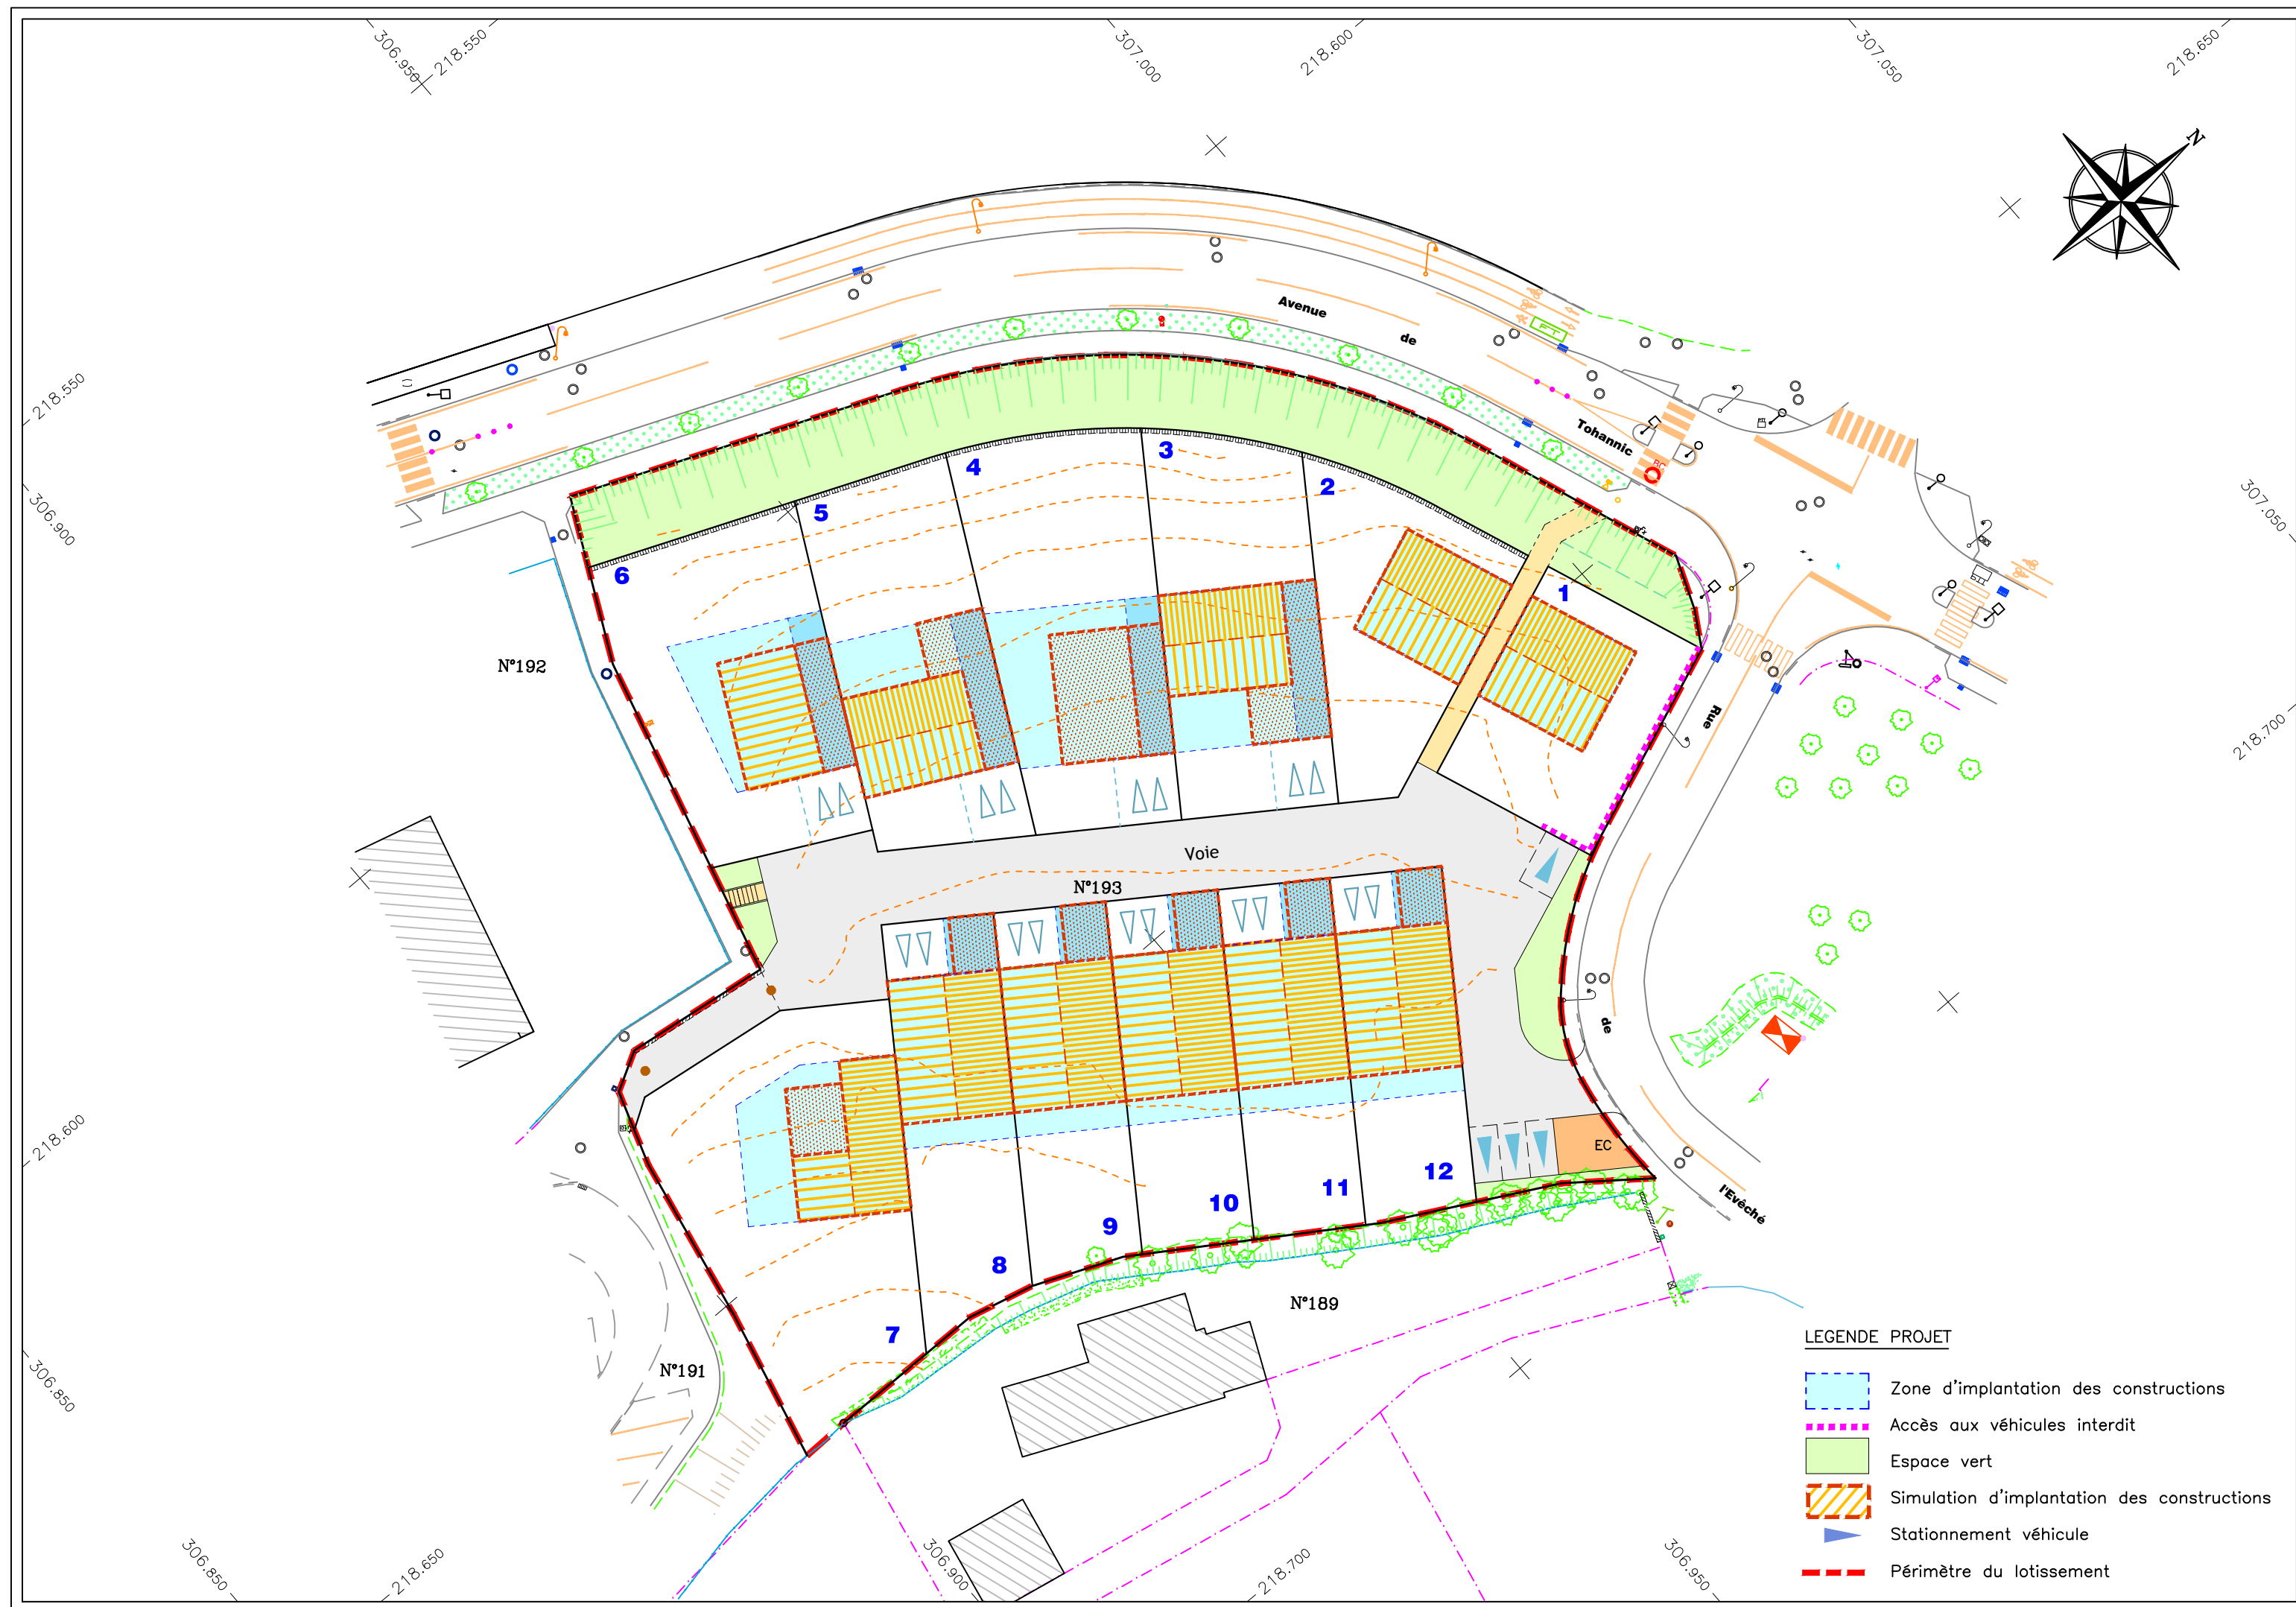 306.950
218.550
307.000
218.600
307.050
218.650
N
218.550
306.900
307.050
218.700
218.600
306.850
306.850
218.650
306.900
218.700
306.950
Avenue
de
Tohannic
Rue
de
l'Evêché
FT
EC
N°192
N°193
N°191
N°189
Voie
1
2
3
4
5
6
7
8
9
10
11
12
LEGENDE PROJET
Zone d'implantation des constructions
Accès aux véhicules interdit
Espace vert
Simulation d'implantation des constructions
Stationnement véhicule
Périmètre du lotissement